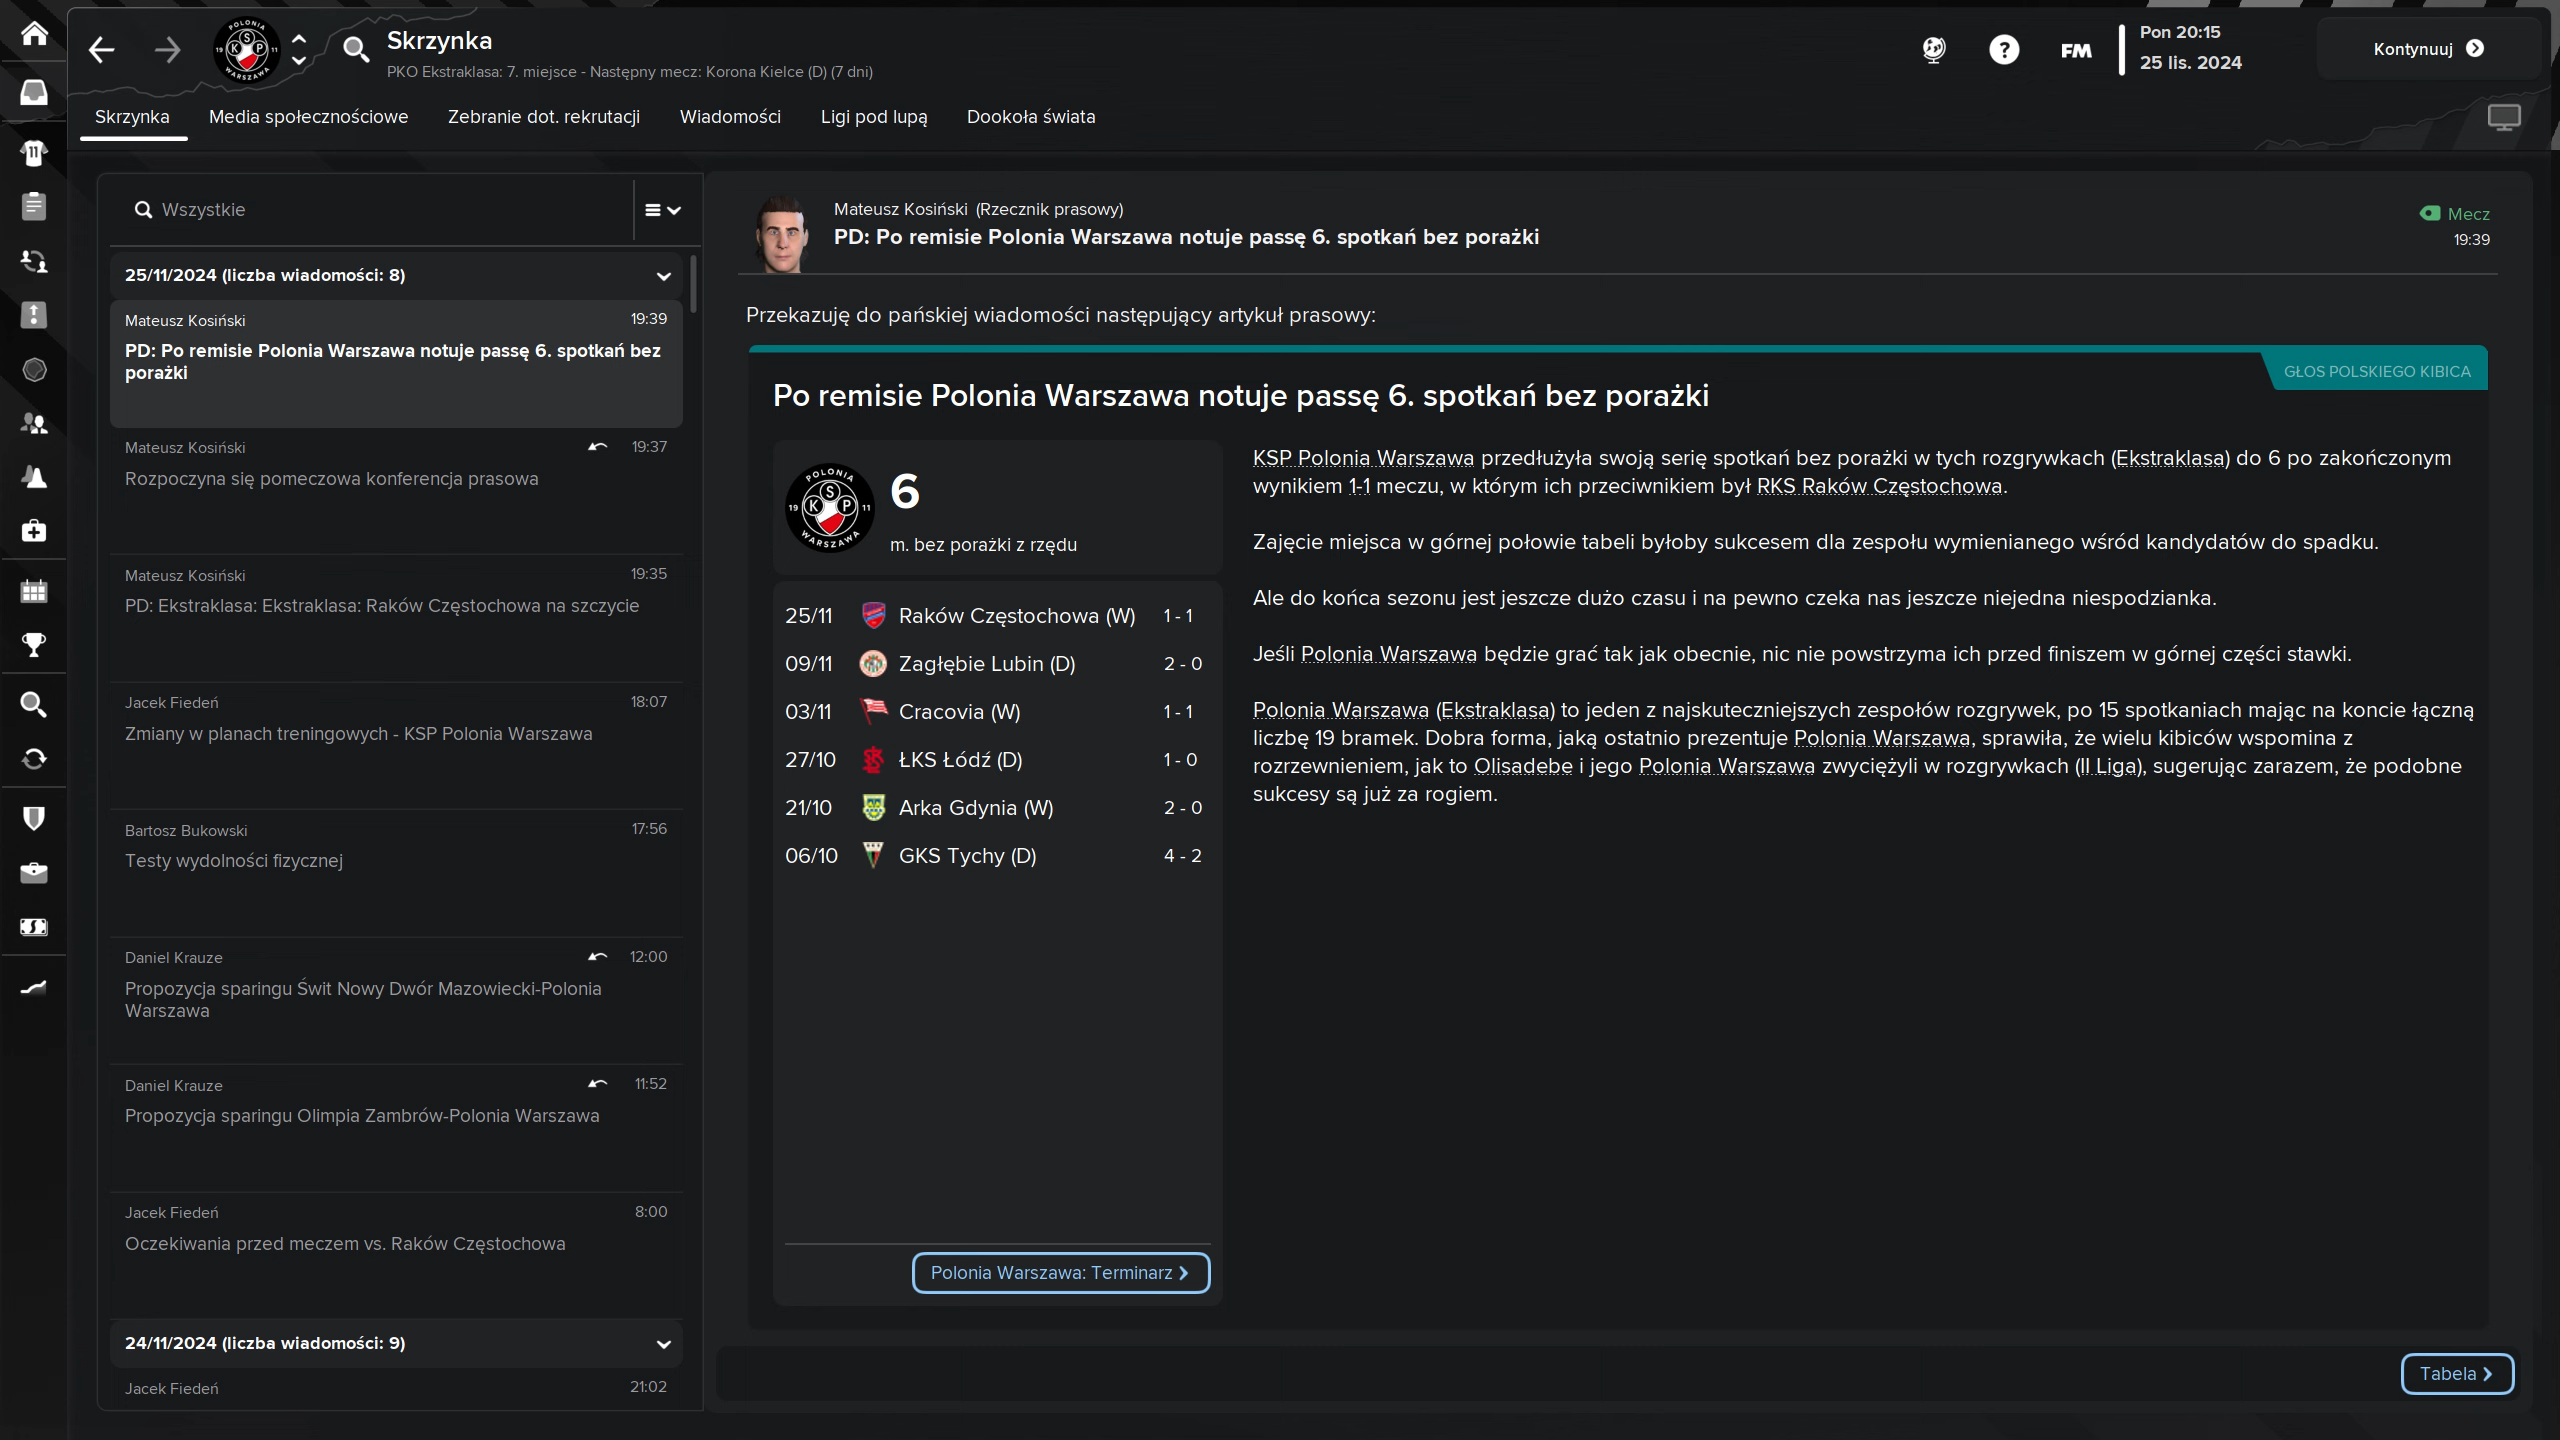 Skrzynka
PKO Ekstraklasa: 7. miejsce - Następny mecz: Korona Kielce (D) (7 dni)
FM
Pon 20:15
25 lis. 2024
Kontynuuj
Skrzynka
Media społecznościowe
Zebranie dot. rekrutacji
Wiadomości
Ligi pod lupą
Dookoła świata
Wszystkie
25/11/2024 (liczba wiadomości: 8)
Mateusz Kosiński 19:39
PD: Po remisie Polonia Warszawa notuje passę 6. spotkań bez
porażki
Mateusz Kosiński 19:37
Rozpoczyna się pomeczowa konferencja prasowa
Mateusz Kosiński 19:35
PD: Ekstraklasa: Ekstraklasa: Raków Częstochowa na szczycie
Jacek Fiedeń 18:07
Zmiany w planach treningowych - KSP Polonia Warszawa
Bartosz Bukowski 17:56
Testy wydolności fizycznej
Daniel Krauze 12:00
Propozycja sparingu Świt Nowy Dwór Mazowiecki-Polonia
Warszawa
Daniel Krauze 11:52
Propozycja sparingu Olimpia Zambrów-Polonia Warszawa
Jacek Fiedeń 8:00
Oczekiwania przed meczem vs. Raków Częstochowa
24/11/2024 (liczba wiadomości: 9)
Jacek Fiedeń 21:02
Mateusz Kosiński (Rzecznik prasowy)
PD: Po remisie Polonia Warszawa notuje passę 6. spotkań bez porażki
Mecz
19:39
Przekazuję do pańskiej wiadomości następujący artykuł prasowy:
GŁOS POLSKIEGO KIBICA
Po remisie Polonia Warszawa notuje passę 6. spotkań bez porażki
POLONIA
19 KSP 11
WARSZAWA
6
m. bez porażki z rzędu
25/11 Raków Częstochowa (W) 1 - 1
09/11 Zagłębie Lubin (D) 2 - 0
03/11 Cracovia (W) 1 - 1
27/10 ŁKS Łódź (D) 1 - 0
21/10 Arka Gdynia (W) 2 - 0
06/10 GKS Tychy (D) 4 - 2
Polonia Warszawa: Terminarz
KSP Polonia Warszawa przedłużyła swoją serię spotkań bez porażki w tych rozgrywkach (Ekstraklasa) do 6 po zakończonym
wynikiem 1-1 meczu, w którym ich przeciwnikiem był RKS Raków Częstochowa.
Zajęcie miejsca w górnej połowie tabeli byłoby sukcesem dla zespołu wymienianego wśród kandydatów do spadku.
Ale do końca sezonu jest jeszcze dużo czasu i na pewno czeka nas jeszcze niejedna niespodzianka.
Jeśli Polonia Warszawa będzie grać tak jak obecnie, nic nie powstrzyma ich przed finiszem w górnej części stawki.
Polonia Warszawa (Ekstraklasa) to jeden z najskuteczniejszych zespołów rozgrywek, po 15 spotkaniach mając na koncie łączną
liczbę 19 bramek. Dobra forma, jaką ostatnio prezentuje Polonia Warszawa, sprawiła, że wielu kibiców wspomina z
rozrzewnieniem, jak to Olisadebe i jego Polonia Warszawa zwyciężyli w rozgrywkach (II Liga), sugerując zarazem, że podobne
sukcesy są już za rogiem.
Tabela